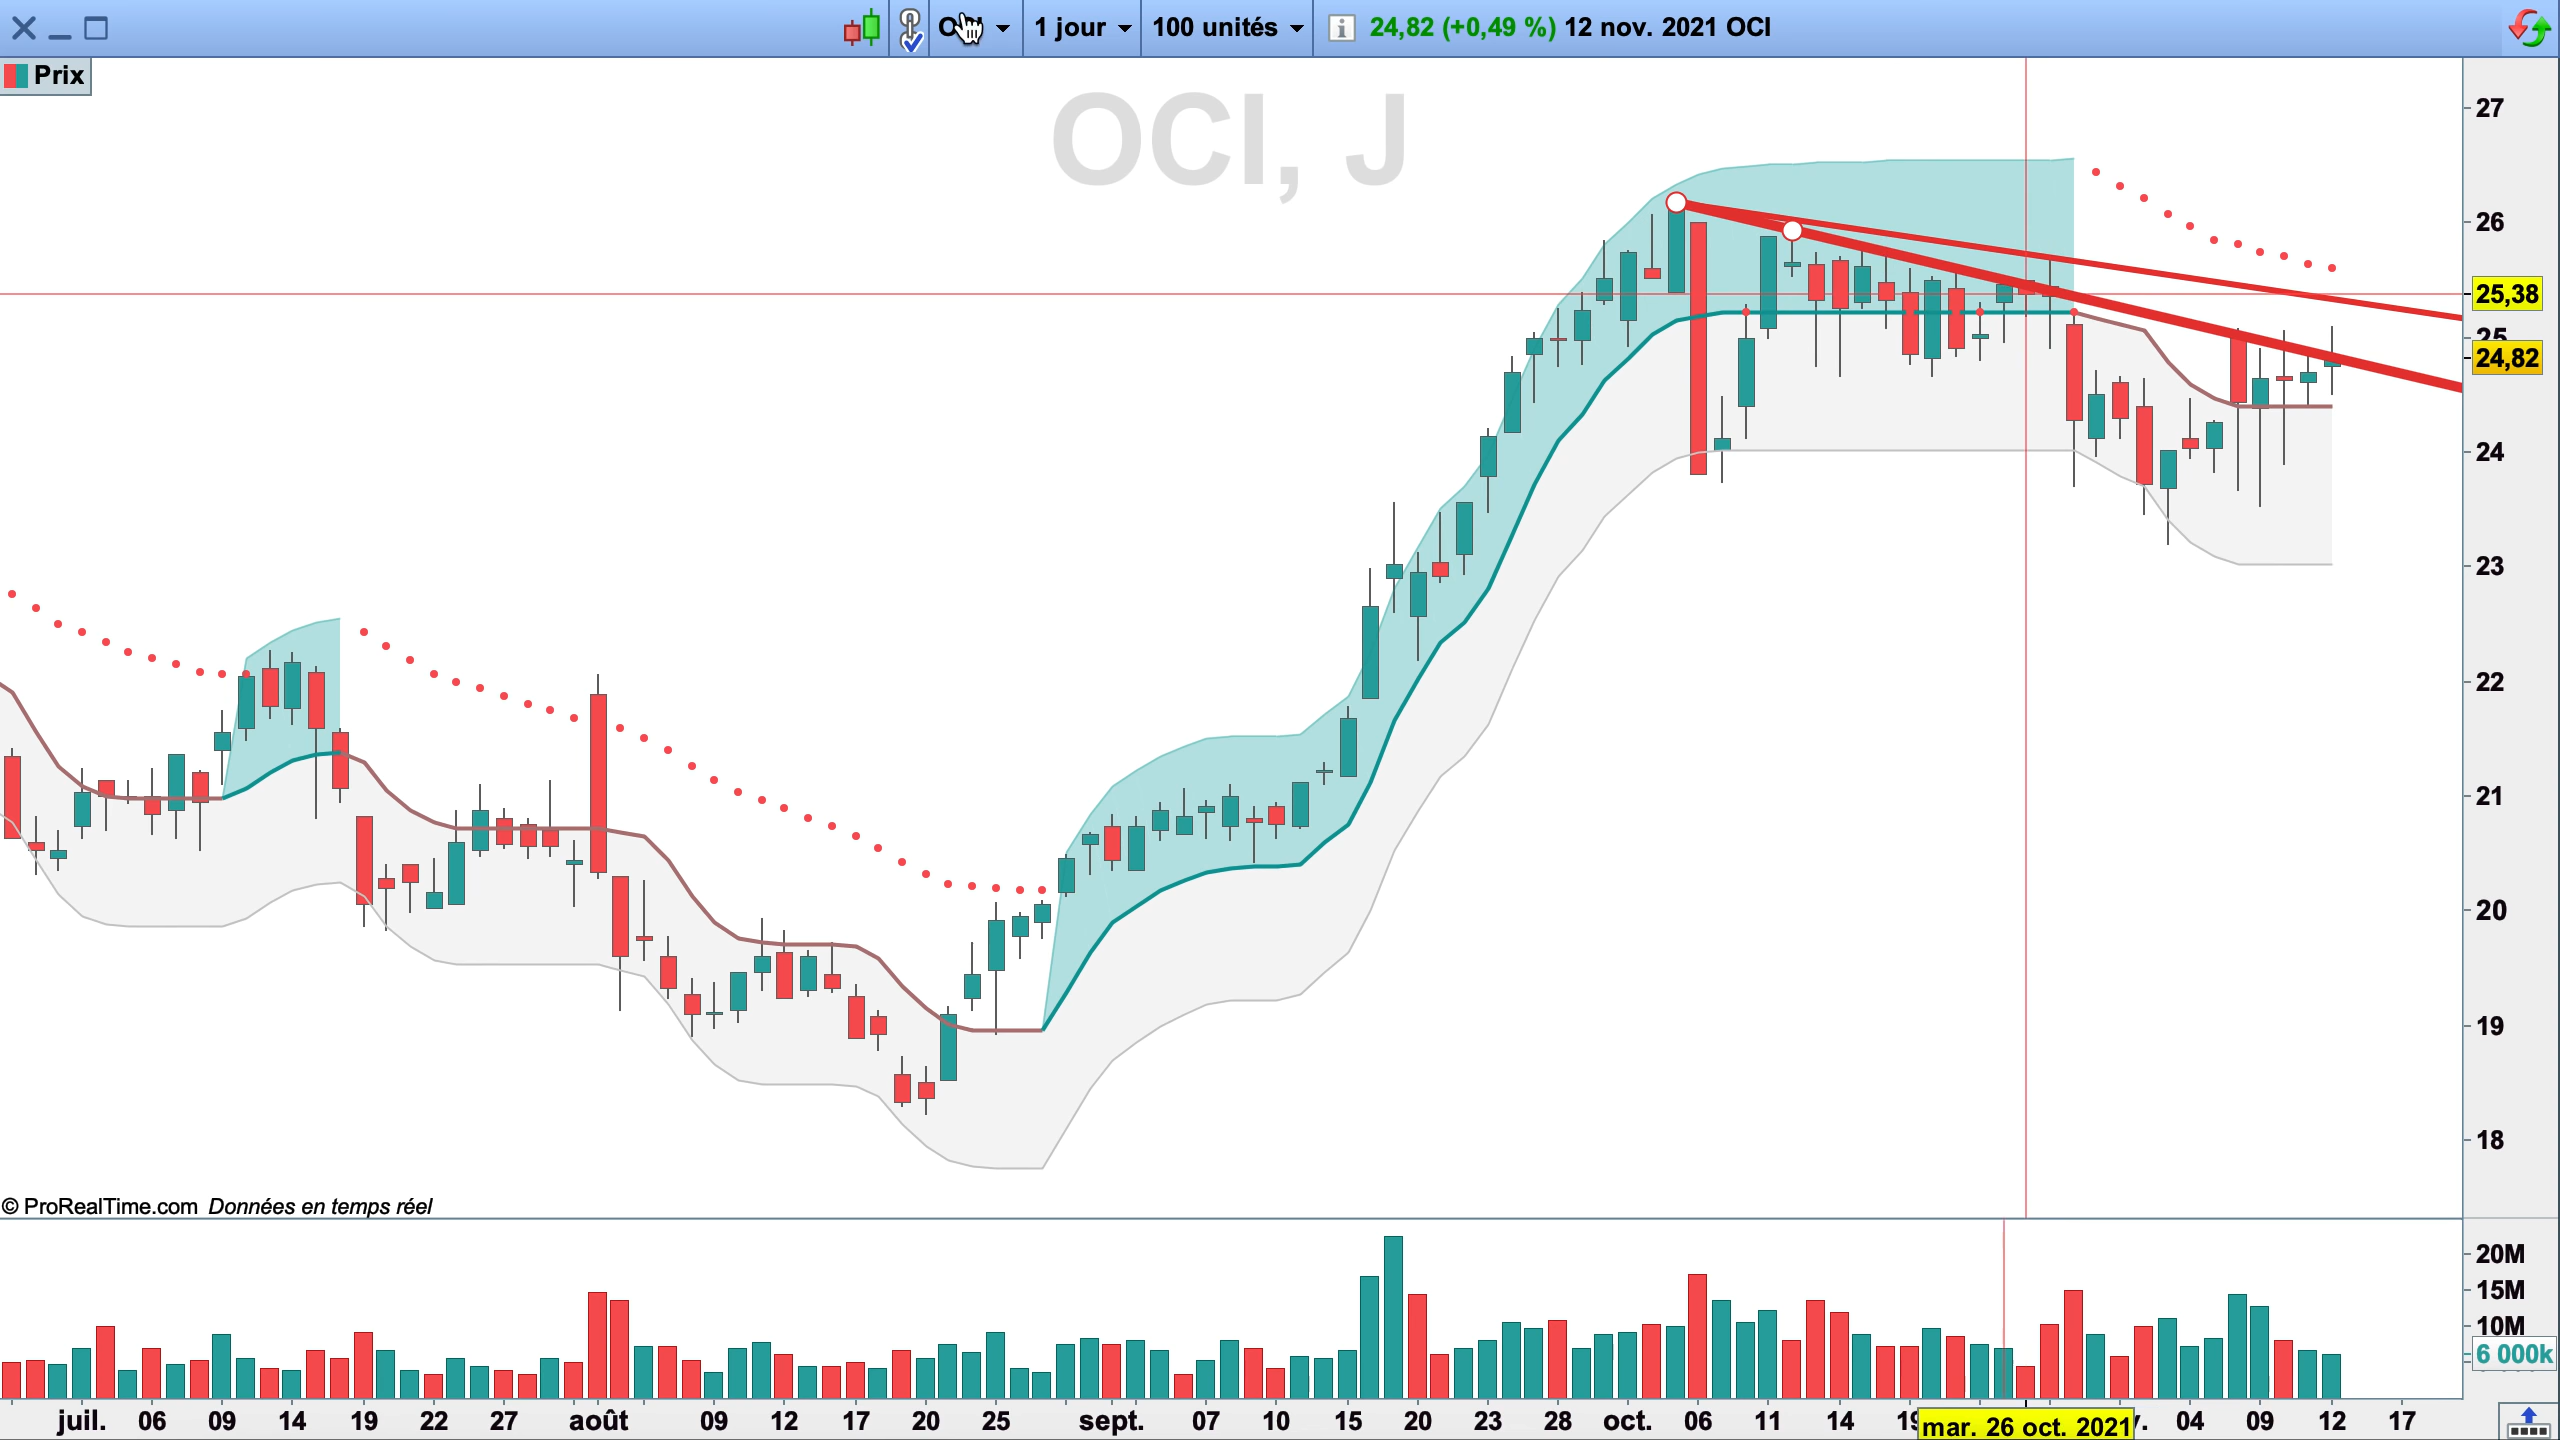 1 jour
100 unités
24,82 (+0,49 %) 12 nov. 2021 OCI
Prix
OCI, J
27
26
25,38
25
24,82
24
23
22
21
20
19
18
© ProRealTime.com Données en temps réel
20M
15M
10M
6 000k
juil. 06 09 14 19 22 27 août 09 12 17 20 25 sept. 07 10 15 20 23 28 oct. 06 11 14 19 mar. 26 oct. 2021 04 09 12 17